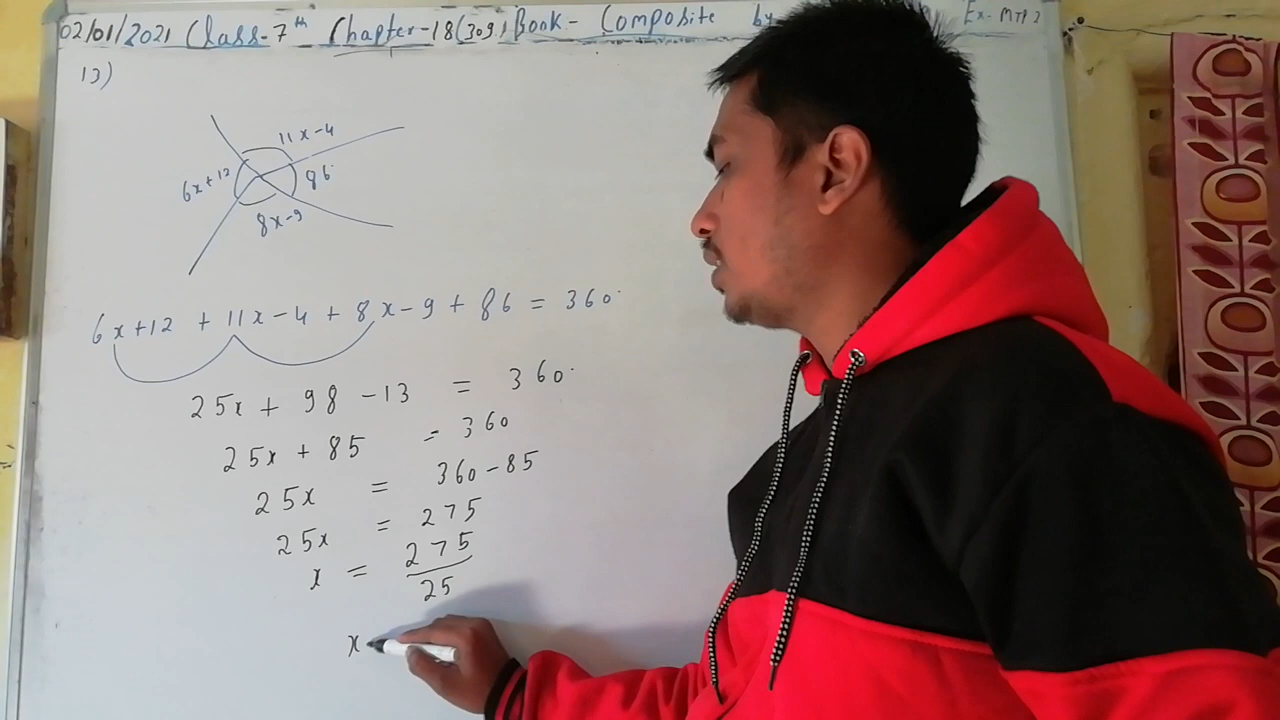 02/01/2021 Class-7th Chapter-18(309) Book- Composite by Ex- MTP 2
13)
11x-4
6x+12
86°
8x-9
6x+12 + 11x-4 + 8x-9 + 86 = 360°
25x + 98 -13 = 360°
25x + 85 = 360
25x = 360-85
25x = 275
x = 275
25
x